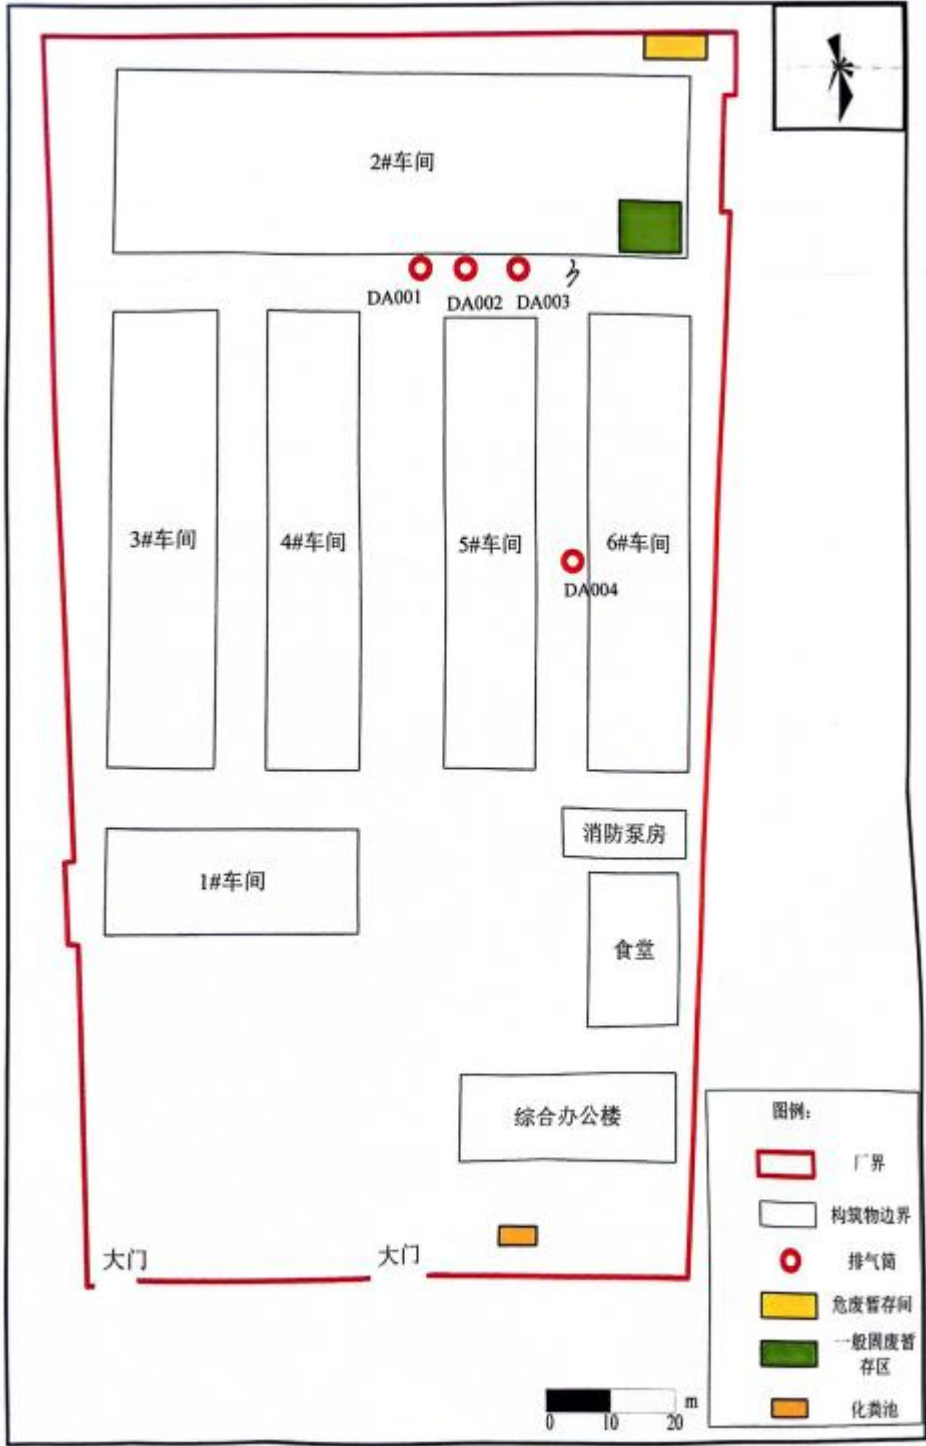 2#车间
DA001
DA002
DA003
3#车间
4#车间
5#车间
6#车间
DA004
消防泵房
1#车间
食堂
综合办公楼
大门
大门
图例:
厂界
构筑物边界
排气筒
危废暂存间
一般固废暂
存区
化粪池
m
0
10
20